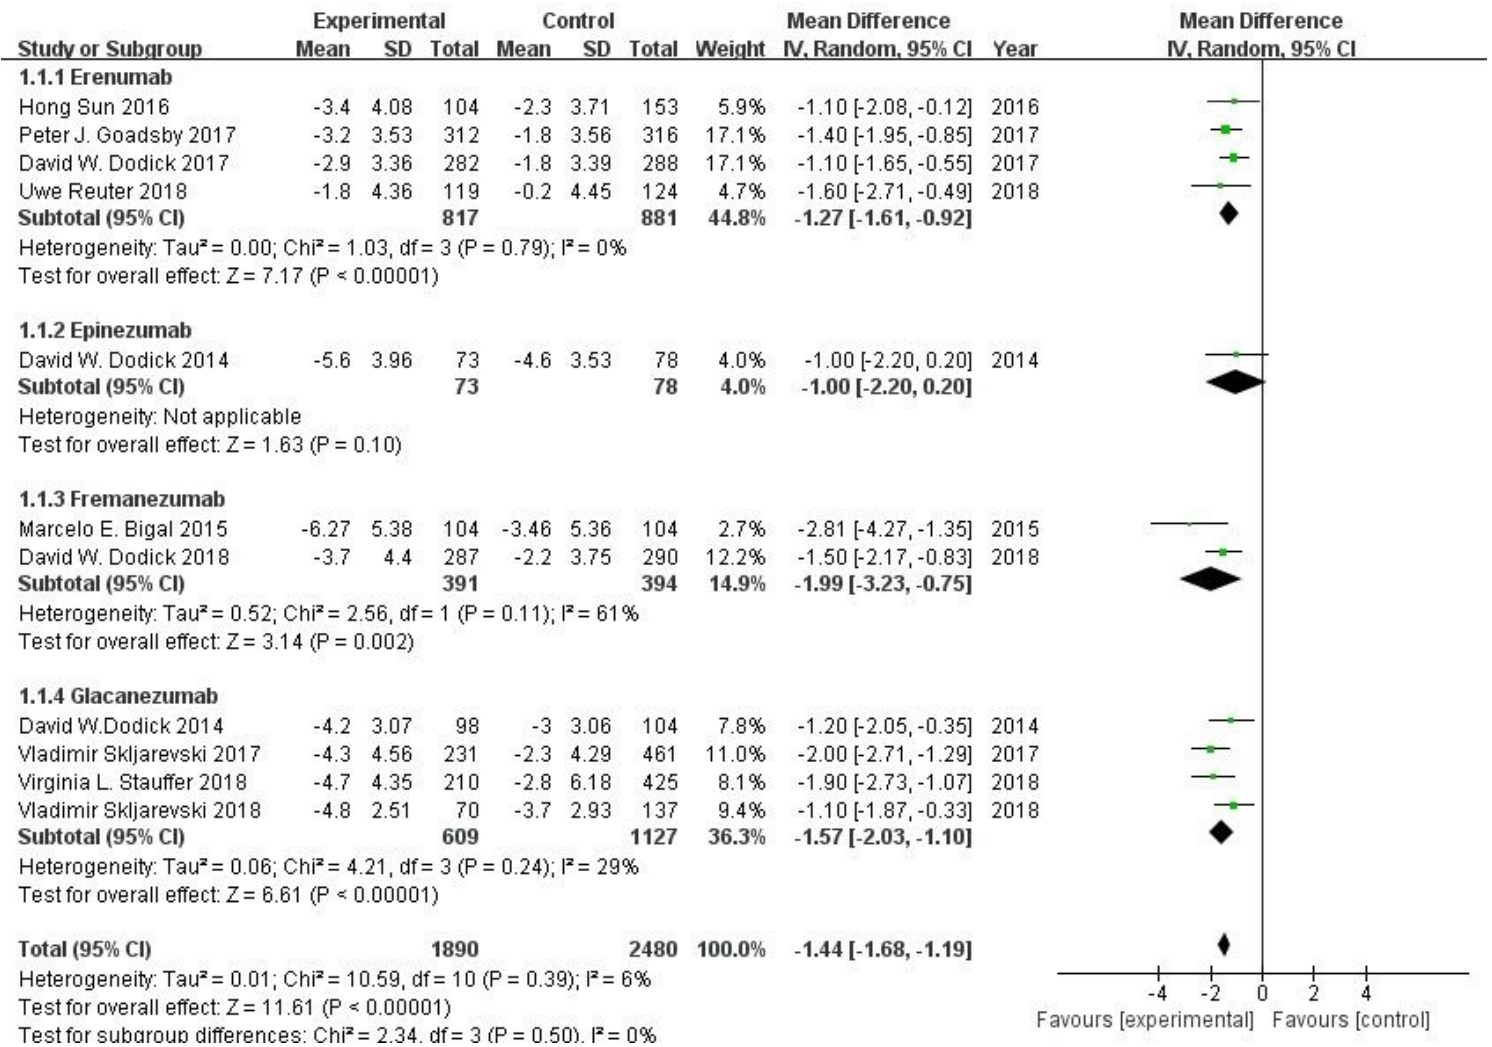 Experimental Control Mean Difference Mean Difference
Study or Subgroup Mean SD Total Mean SD Total Weight IV, Random, 95% CI Year IV, Random, 95% CI
1.1.1 Erenumab
Hong Sun 2016 -3.4 4.08 104 -2.3 3.71 153 5.9% -1.10 [-2.08, -0.12] 2016
Peter J. Goadsby 2017 -3.2 3.53 312 -1.8 3.56 316 17.1% -1.40 [-1.95, -0.85] 2017
David W. Dodick 2017 -2.9 3.36 282 -1.8 3.39 288 17.1% -1.10 [-1.65, -0.55] 2017
Uwe Reuter 2018 -1.8 4.36 119 -0.2 4.45 124 4.7% -1.60 [-2.71, -0.49] 2018
Subtotal (95% CI) 817 881 44.8% -1.27 [-1.61, -0.92]
Heterogeneity: Tau² = 0.00; Chi² = 1.03, df = 3 (P = 0.79); I² = 0%
Test for overall effect: Z = 7.17 (P < 0.00001)
1.1.2 Epinezumab
David W. Dodick 2014 -5.6 3.96 73 -4.6 3.53 78 4.0% -1.00 [-2.20, 0.20] 2014
Subtotal (95% CI) 73 78 4.0% -1.00 [-2.20, 0.20]
Heterogeneity: Not applicable
Test for overall effect: Z = 1.63 (P = 0.10)
1.1.3 Fremanezumab
Marcelo E. Bigal 2015 -6.27 5.38 104 -3.46 5.36 104 2.7% -2.81 [-4.27, -1.35] 2015
David W. Dodick 2018 -3.7 4.4 287 -2.2 3.75 290 12.2% -1.50 [-2.17, -0.83] 2018
Subtotal (95% CI) 391 394 14.9% -1.99 [-3.23, -0.75]
Heterogeneity: Tau² = 0.52; Chi² = 2.56, df = 1 (P = 0.11); I² = 61%
Test for overall effect: Z = 3.14 (P = 0.002)
1.1.4 Glacanezumab
David W.Dodick 2014 -4.2 3.07 98 -3 3.06 104 7.8% -1.20 [-2.05, -0.35] 2014
Vladimir Skljarevski 2017 -4.3 4.56 231 -2.3 4.29 461 11.0% -2.00 [-2.71, -1.29] 2017
Virginia L. Stauffer 2018 -4.7 4.35 210 -2.8 6.18 425 8.1% -1.90 [-2.73, -1.07] 2018
Vladimir Skljarevski 2018 -4.8 2.51 70 -3.7 2.93 137 9.4% -1.10 [-1.87, -0.33] 2018
Subtotal (95% CI) 609 1127 36.3% -1.57 [-2.03, -1.10]
Heterogeneity: Tau² = 0.06; Chi² = 4.21, df = 3 (P = 0.24); I² = 29%
Test for overall effect: Z = 6.61 (P < 0.00001)
Total (95% CI) 1890 2480 100.0% -1.44 [-1.68, -1.19]
Heterogeneity: Tau² = 0.01; Chi² = 10.59, df = 10 (P = 0.39); I² = 6%
Test for overall effect: Z = 11.61 (P < 0.00001)
Test for subgroup differences: Chi² = 2.34, df = 3 (P = 0.50), I² = 0%
-4 -2 0 2 4
Favours [experimental] Favours [control]